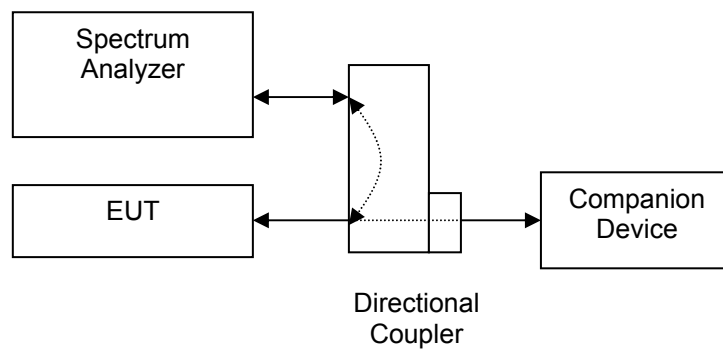 Spectrum
Analyzer
EUT
Companion
Device
Directional
Coupler